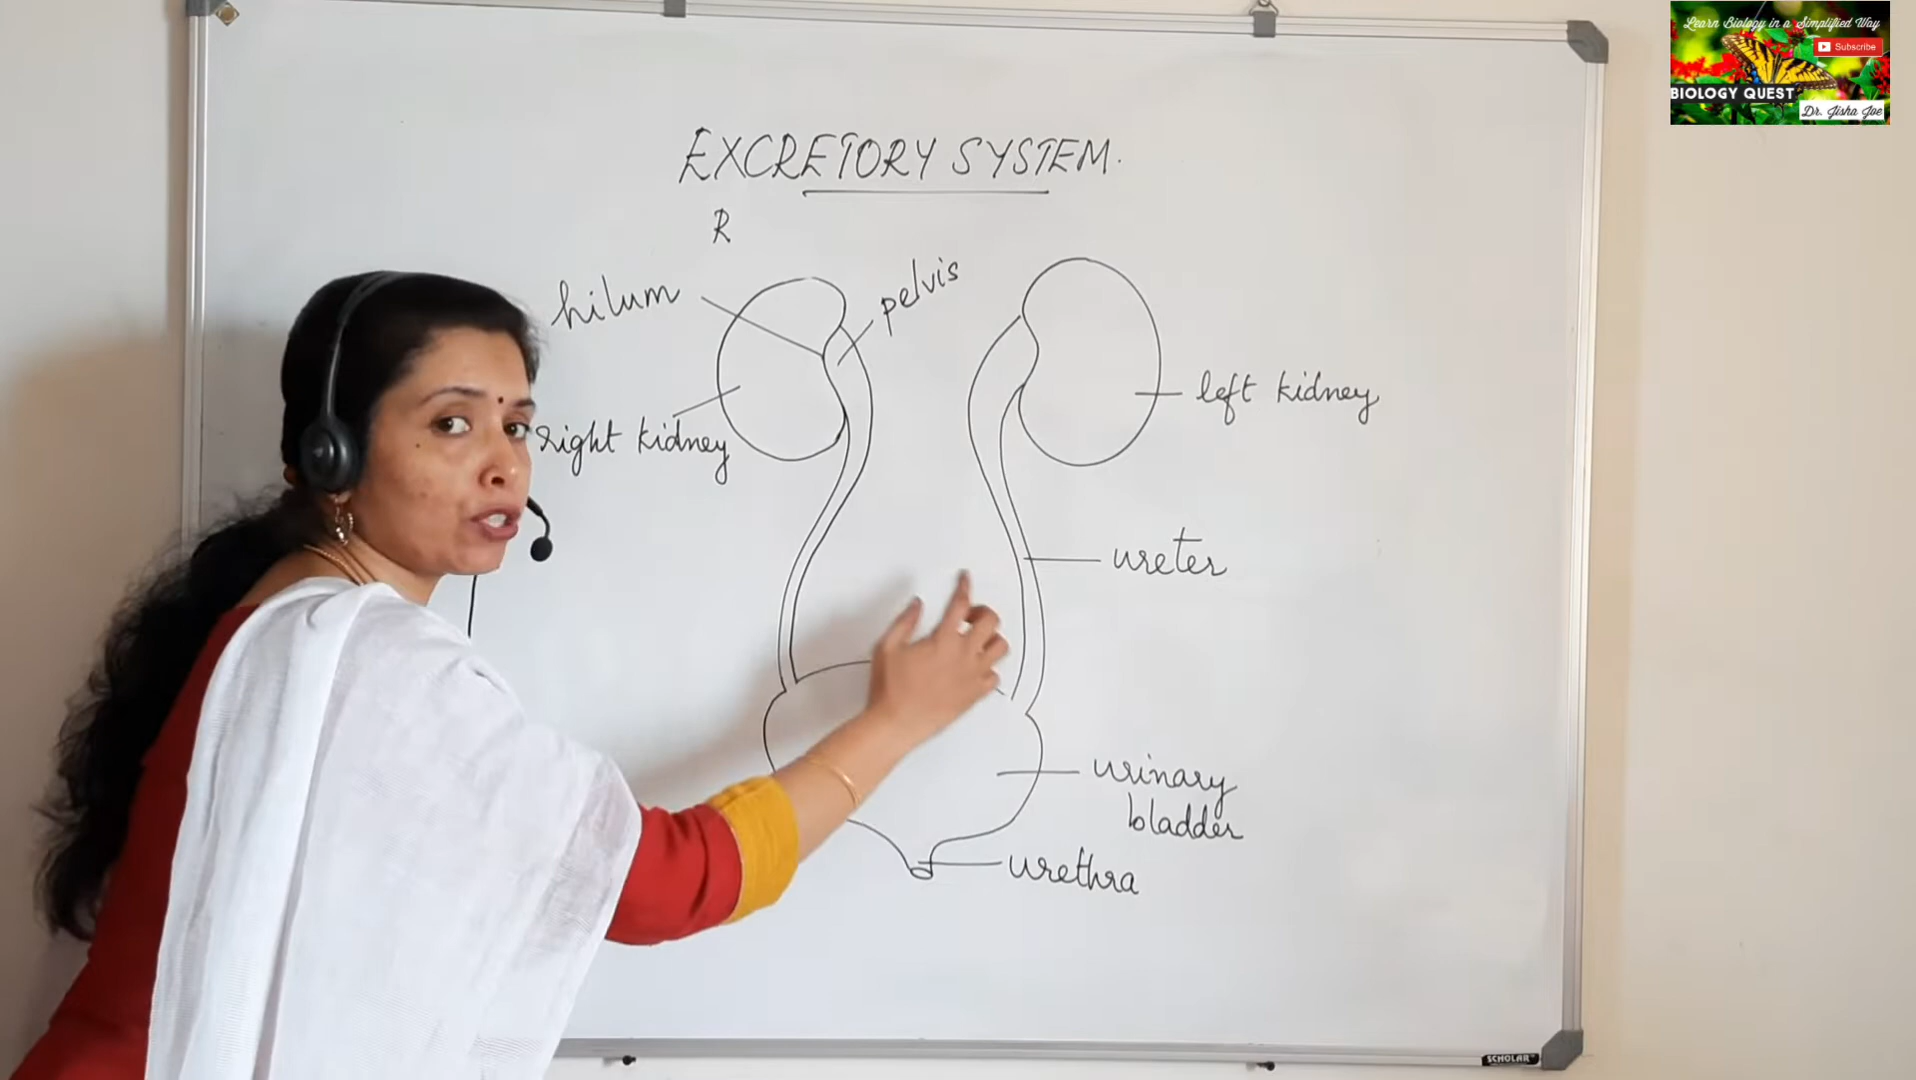 Learn Biology in a Simplified Way
Subscribe
BIOLOGY QUEST
Dr. Jisha Joe
EXCRETORY SYSTEM.
R
hilum
pelvis
right kidney
left kidney
ureter
urinary
bladder
urethra
SCHOLAR